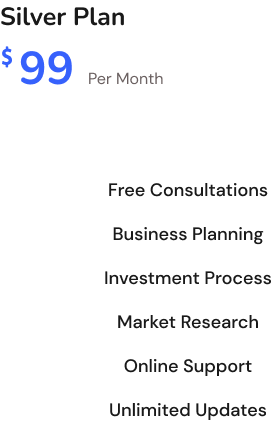 Silver Plan
$99 Per Month
Free Consultations
Business Planning
Investment Process
Market Research
Online Support
Unlimited Updates